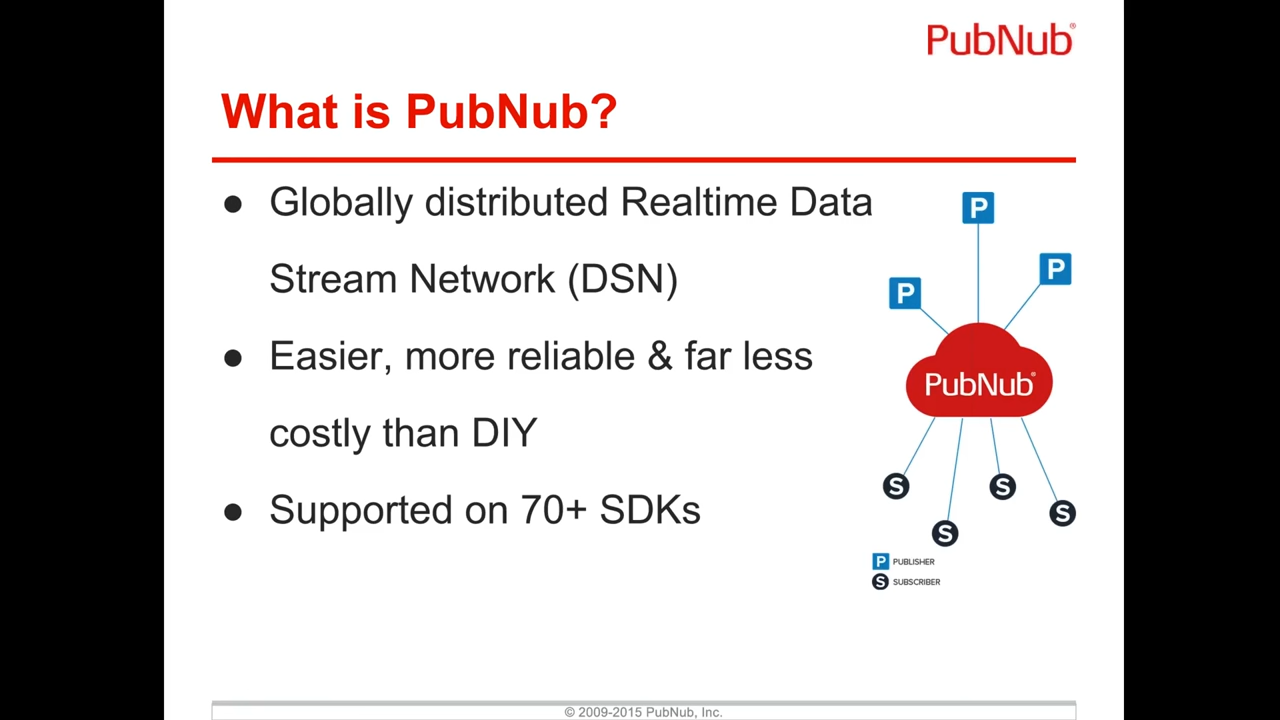 PubNub®
What is PubNub?
● Globally distributed Realtime Data
Stream Network (DSN)
● Easier, more reliable & far less
costly than DIY
● Supported on 70+ SDKs
P
P
P
PubNub®
S
S
S
S
P PUBLISHER
S SUBSCRIBER
© 2009-2015 PubNub, Inc.